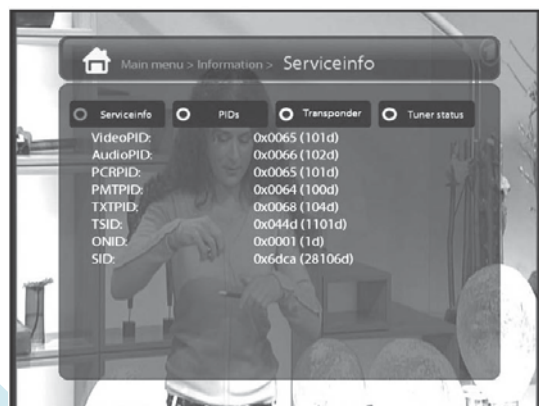 Main menu > Information > Serviceinfo
Serviceinfo PIDs Transponder Tuner status
VideoPID: 0x0065 (101d)
AudioPID: 0x0066 (102d)
PCRPID: 0x0065 (101d)
PMTPID: 0x0064 (100d)
TXTPID: 0x0068 (104d)
TSID: 0x044d (1101d)
ONID: 0x0001 (1d)
SID: 0x6dca (28106d)